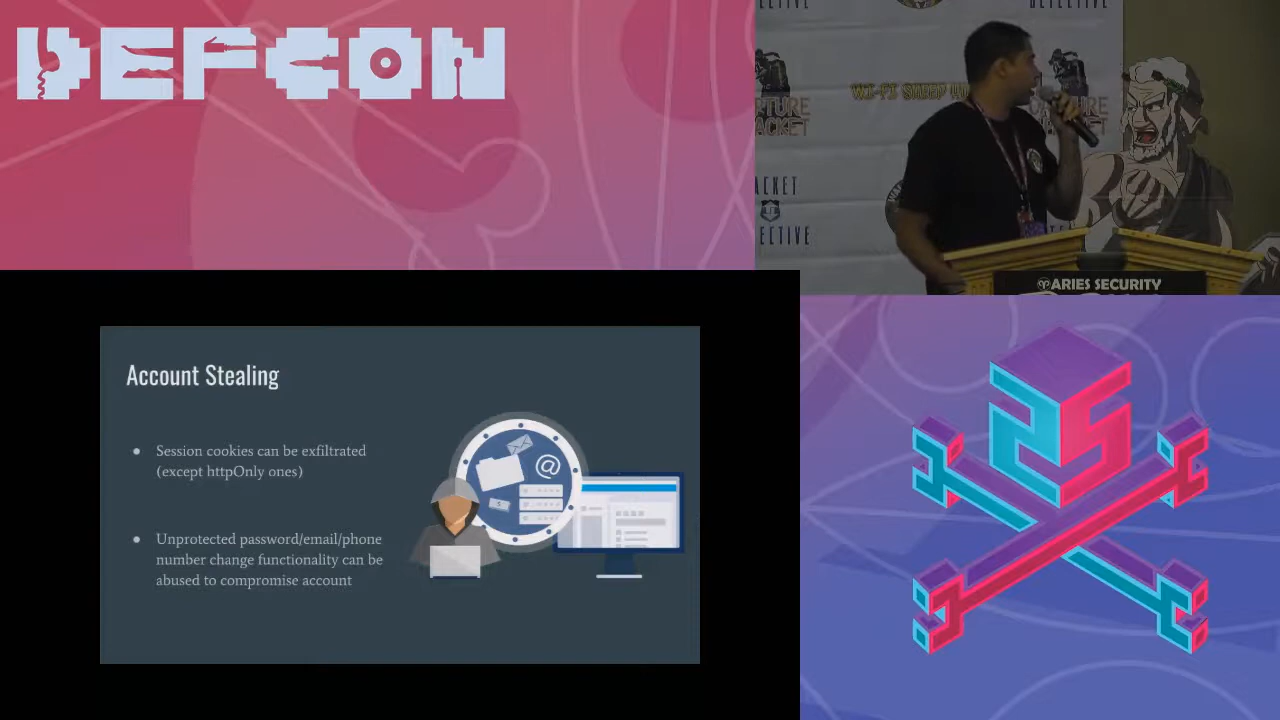 DEFCON
DETECTIVE
WI-FI SHEEP
CAPTURE
PACKET
PACKET
DETECTIVE
ARIES SECURITY
Account Stealing
● Session cookies can be exfiltrated
(except httpOnly ones)
● Unprotected password/email/phone
number change functionality can be
abused to compromise account